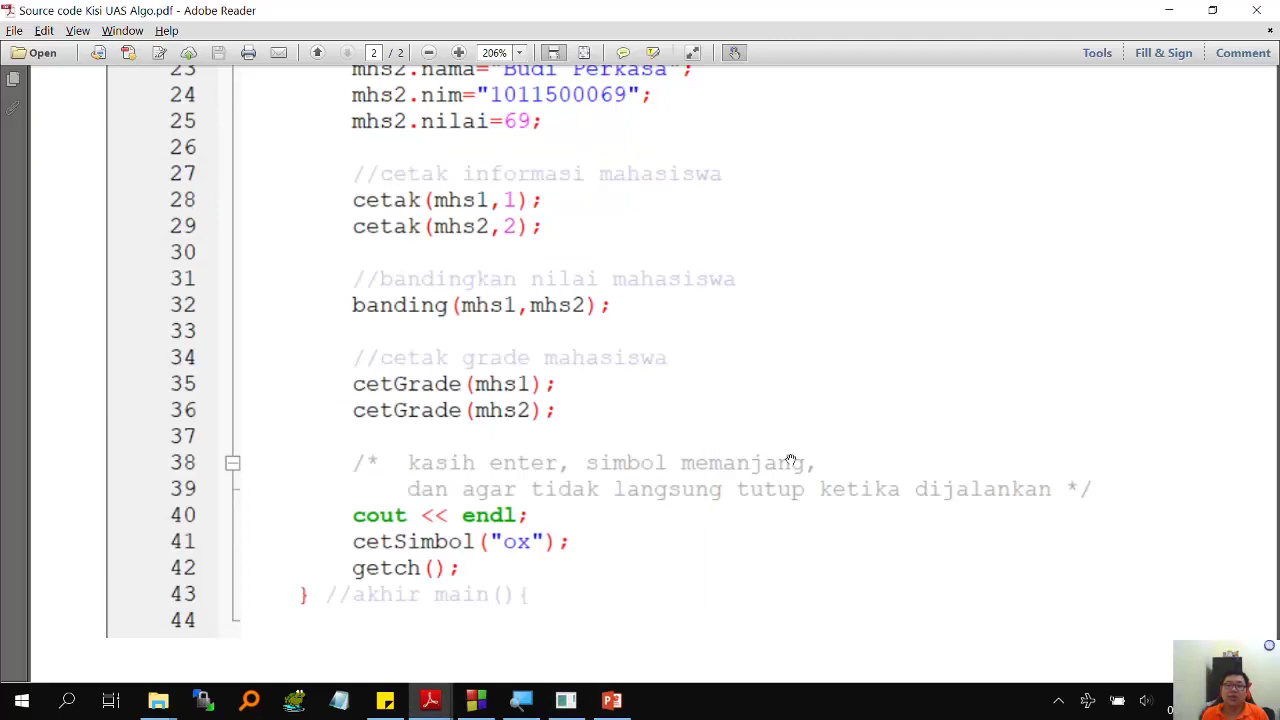 Source code Kisi UAS Algo.pdf - Adobe Reader
File Edit View Window Help
Open 2 / 2 206% Tools Fill & Sign Comment
23 mhs2.nama="Budi Perkasa";
24 mhs2.nim="1011500069";
25 mhs2.nilai=69;
26
27 //cetak informasi mahasiswa
28 cetak(mhs1,1);
29 cetak(mhs2,2);
30
31 //bandingkan nilai mahasiswa
32 banding(mhs1,mhs2);
33
34 //cetak grade mahasiswa
35 cetGrade(mhs1);
36 cetGrade(mhs2);
37
38 /* kasih enter, simbol memanjang,
39 dan agar tidak langsung tutup ketika dijalankan */
40 cout << endl;
41 cetSimbol("ox");
42 getch();
43 } //akhir main(){
44